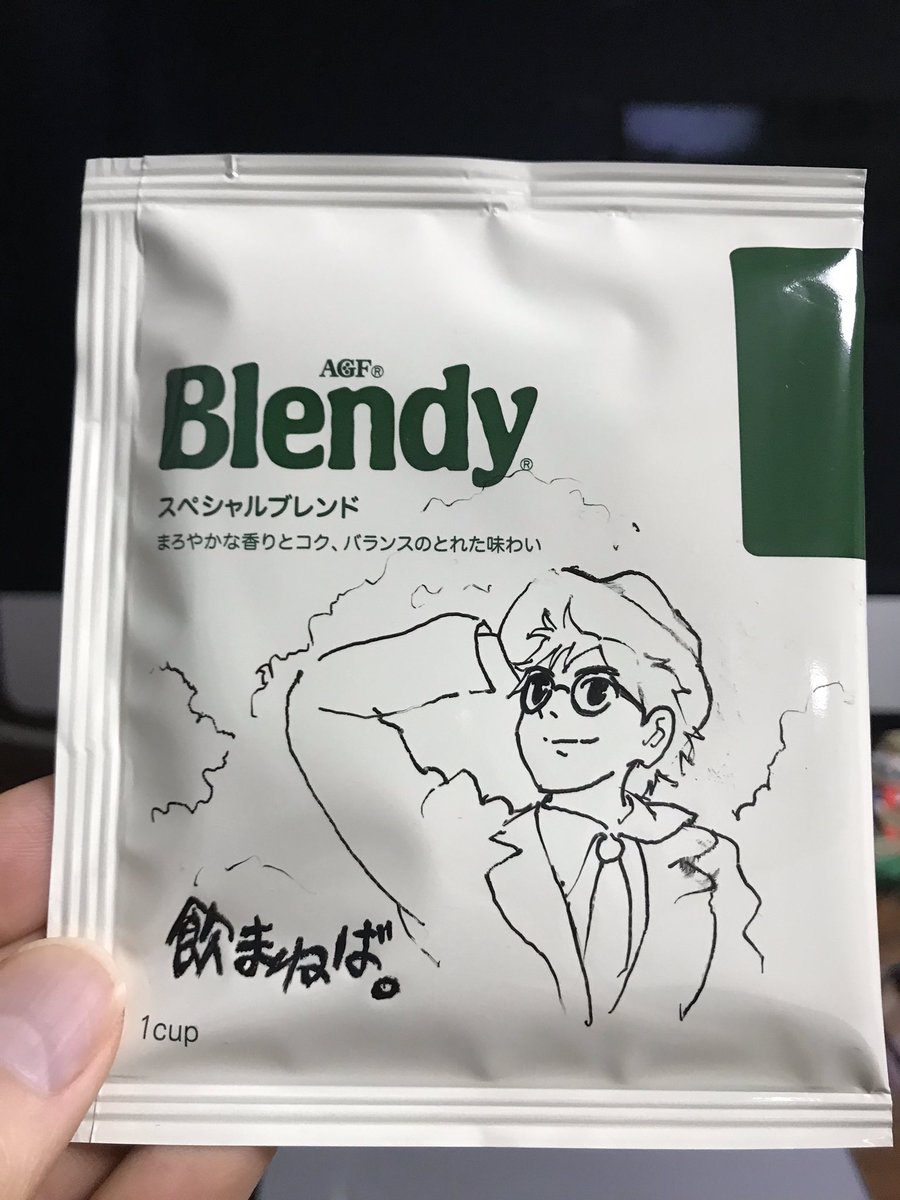 AGF®
Blendy®
スペシャルブレンド
まろやかな香りとコク、バランスのとれた味わい
飲まねば。
1cup